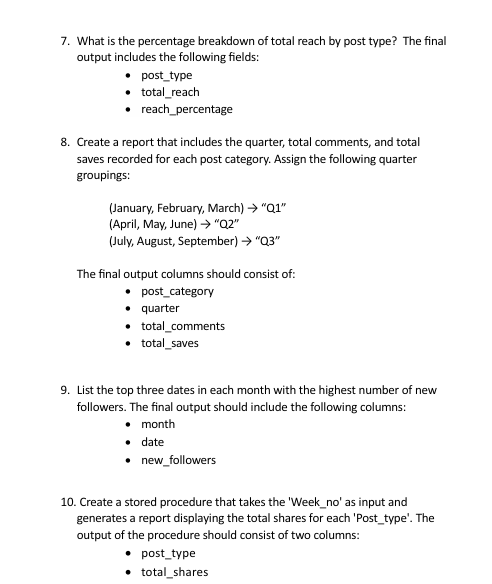 7. What is the percentage breakdown of total reach by post type? The final
output includes the following fields:
• post_type
• total_reach
• reach_percentage
8. Create a report that includes the quarter, total comments, and total
saves recorded for each post category. Assign the following quarter
groupings:
(January, February, March) → “Q1”
(April, May, June) → “Q2”
(July, August, September) → “Q3”
The final output columns should consist of:
• post_category
• quarter
• total_comments
• total_saves
9. List the top three dates in each month with the highest number of new
followers. The final output should include the following columns:
• month
• date
• new_followers
10. Create a stored procedure that takes the 'Week_no' as input and
generates a report displaying the total shares for each 'Post_type'. The
output of the procedure should consist of two columns:
• post_type
• total_shares